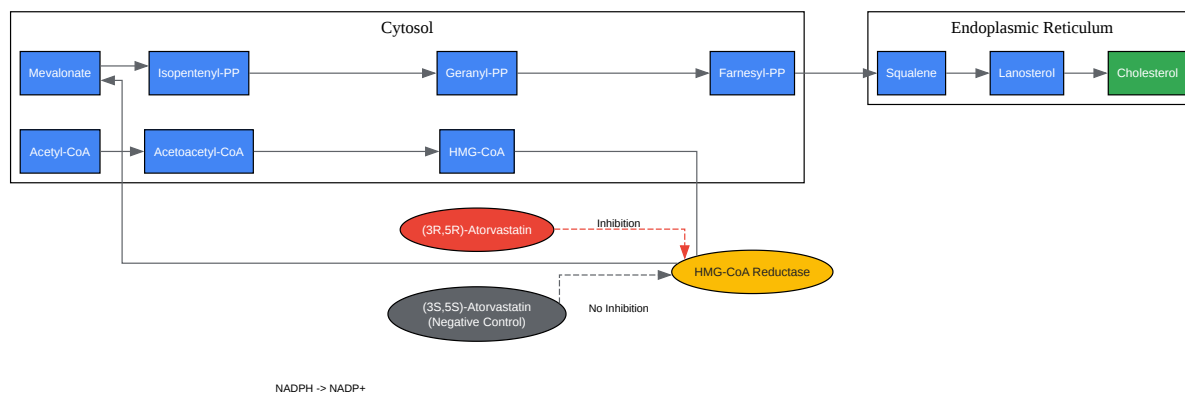 Cytosol
Endoplasmic Reticulum
Mevalonate
Isopentenyl-PP
Geranyl-PP
Farnesyl-PP
Squalene
Lanosterol
Cholesterol
Acetyl-CoA
Acetoacetyl-CoA
HMG-CoA
(3R,5R)-Atorvastatin
Inhibition
HMG-CoA Reductase
(3S,5S)-Atorvastatin
(Negative Control)
No Inhibition
NADPH -> NADP+